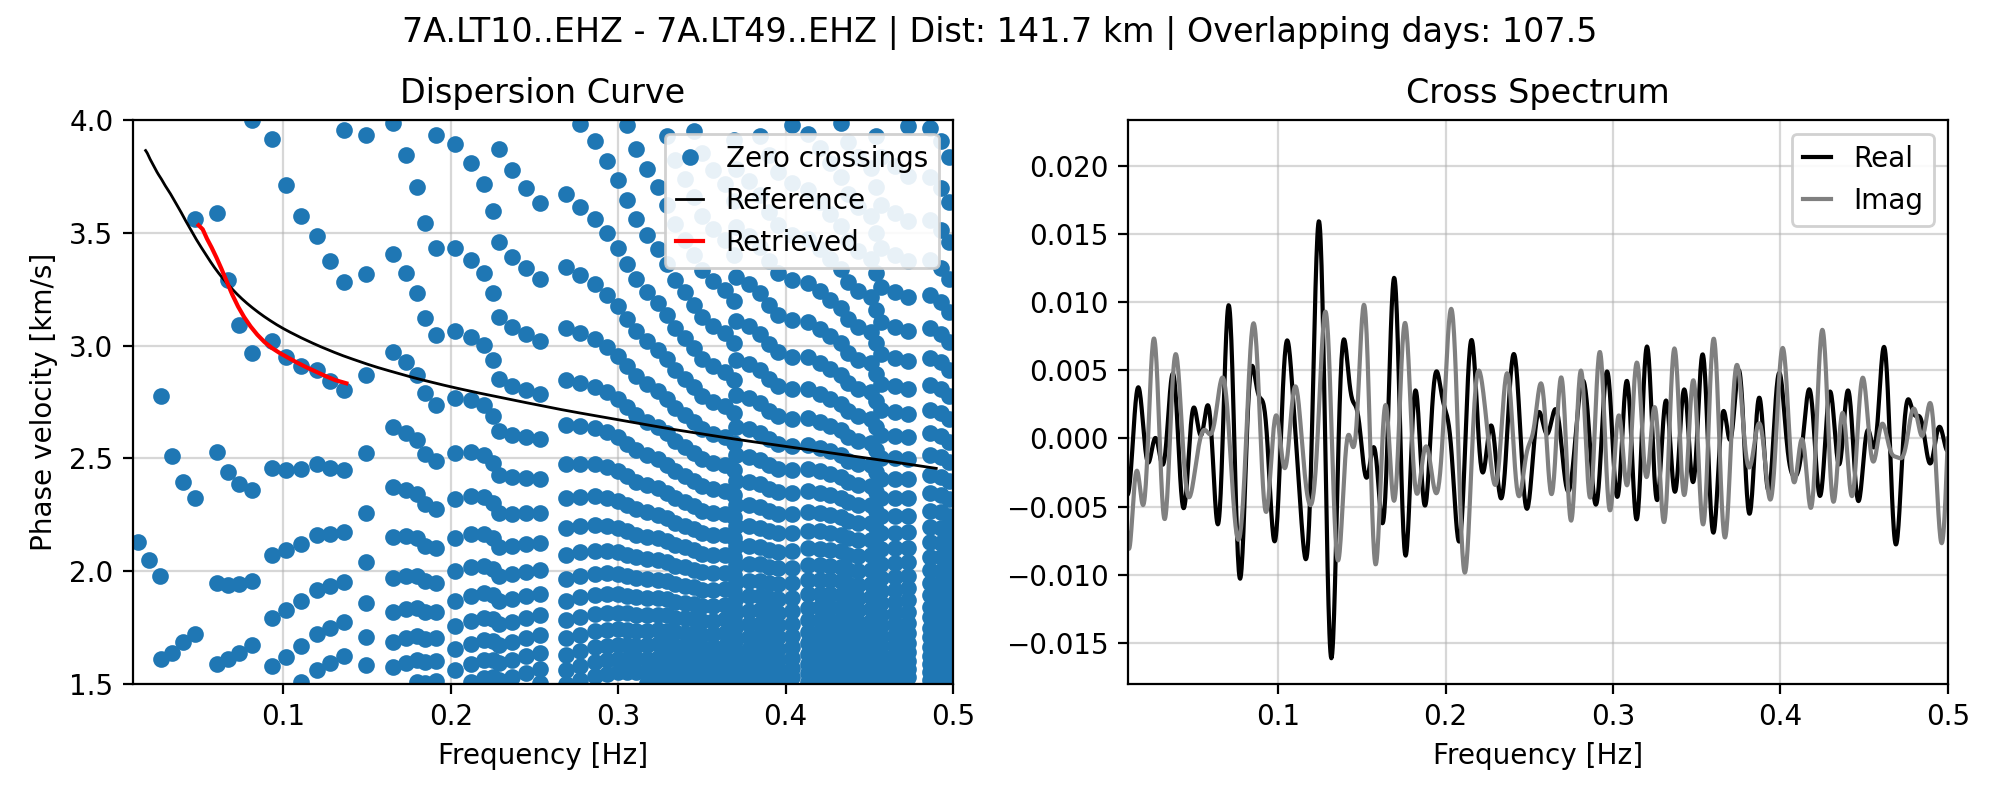 7A.LT10..EHZ - 7A.LT49..EHZ | Dist: 141.7 km | Overlapping days: 107.5
Dispersion Curve
4.0
3.5
3.0
2.5
2.0
1.5
Phase velocity [km/s]
Zero crossings
Reference
Retrieved
0.1 0.2 0.3 0.4 0.5
Frequency [Hz]
Cross Spectrum
0.020
0.015
0.010
0.005
0.000
−0.005
−0.010
−0.015
Real
Imag
0.1 0.2 0.3 0.4 0.5
Frequency [Hz]